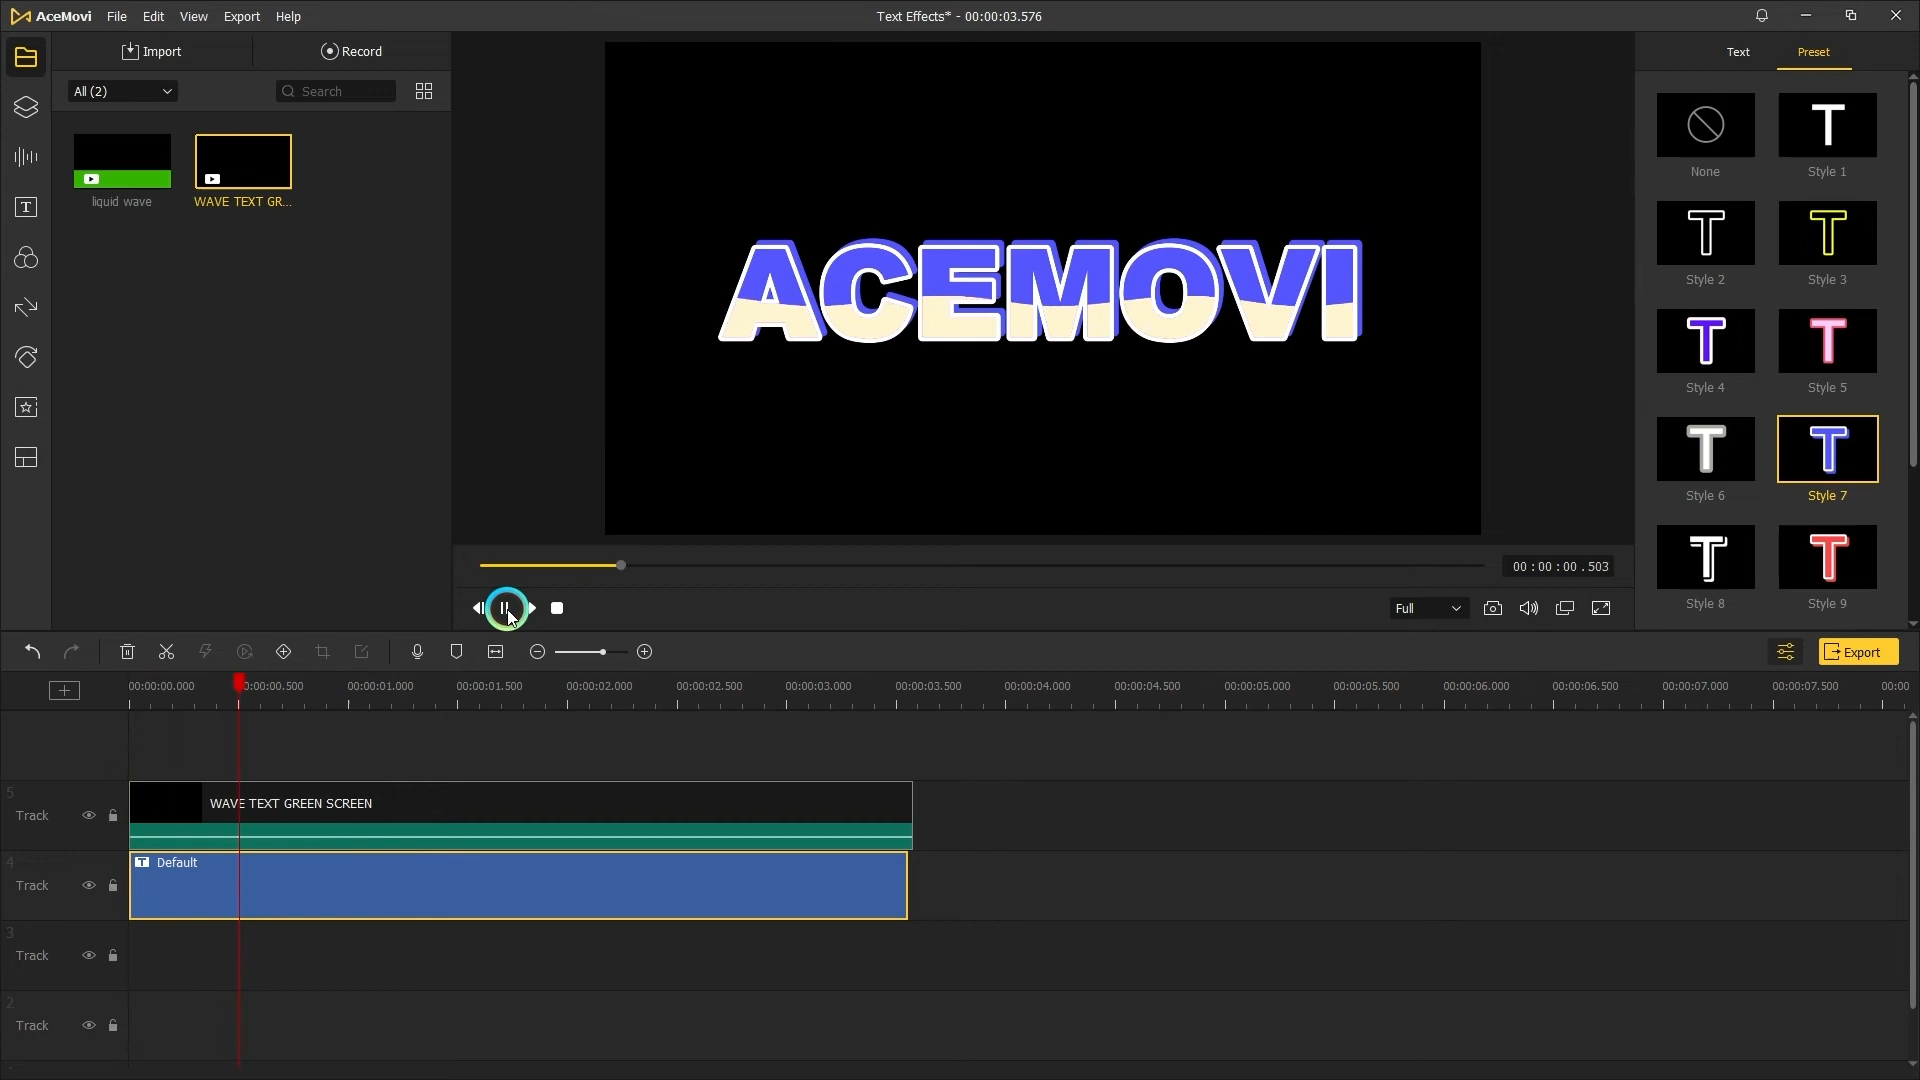 AceMovi File Edit View Export Help
Text Effects* - 00:00:03.576
Import Record
All (2) Search
liquid wave WAVE TEXT GR...
ACEMOVI
00 : 00 : 00 . 503
Full
Text Preset
T
None Style 1
T T
Style 2 Style 3
T T
Style 4 Style 5
T T
Style 6 Style 7
T T
Style 8 Style 9
Export
00:00:00.000 00:00:00.500 00:00:01.000 00:00:01.500 00:00:02.000 00:00:02.500 00:00:03.000 00:00:03.500 00:00:04.000 00:00:04.500 00:00:05.000 00:00:05.500 00:00:06.000 00:00:06.500 00:00:07.000 00:00:07.500 00:00
5
Track
WAVE TEXT GREEN SCREEN
4
Track
T Default
3
Track
2
Track